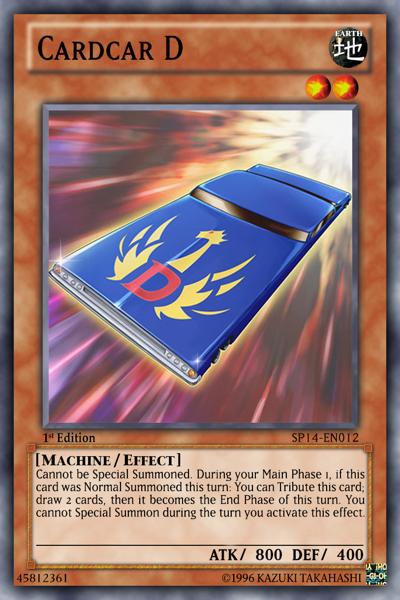 CARDCAR D
EARTH
地
D
1st Edition
SP14-EN012
[MACHINE / EFFECT]
Cannot be Special Summoned. During your Main Phase 1, if this
card was Normal Summoned this turn: You can Tribute this card;
draw 2 cards, then it becomes the End Phase of this turn. You
cannot Special Summon during the turn you activate this effect.
ATK/ 800 DEF/ 400
45812361
©1996 KAZUKI TAKAHASHI